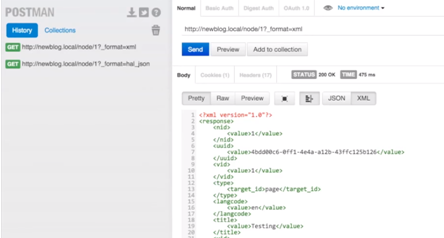 POSTMAN
History
Collections
GET http://newblog.local/node/1?_format=xml
GET http://newblog.local/node/1?_format=hal_json
Normal
Basic Auth
Digest Auth
OAuth 1.0
No environment
http://newblog.local/node/1?_format=xml
Send
Preview
Add to collection
Body
Cookies (1)
Headers (17)
STATUS 200 OK
TIME 475 ms
Pretty
Raw
Preview
JSON
XML
1 <?xml version="1.0"?>
2 <response>
3 <nid>
4 <value>1</value>
5 </nid>
6 <uuid>
7 <value>4bdd00c6-0ff1-4e4a-a12b-43ffc125b126</value>
8 </uuid>
9 <vid>
10 <value>1</value>
11 </vid>
12 <type>
13 <target_id>page</target_id>
14 </type>
15 <langcode>
16 <value>en</value>
17 </langcode>
18 <title>
19 <value>Testing</value>
20 </title>